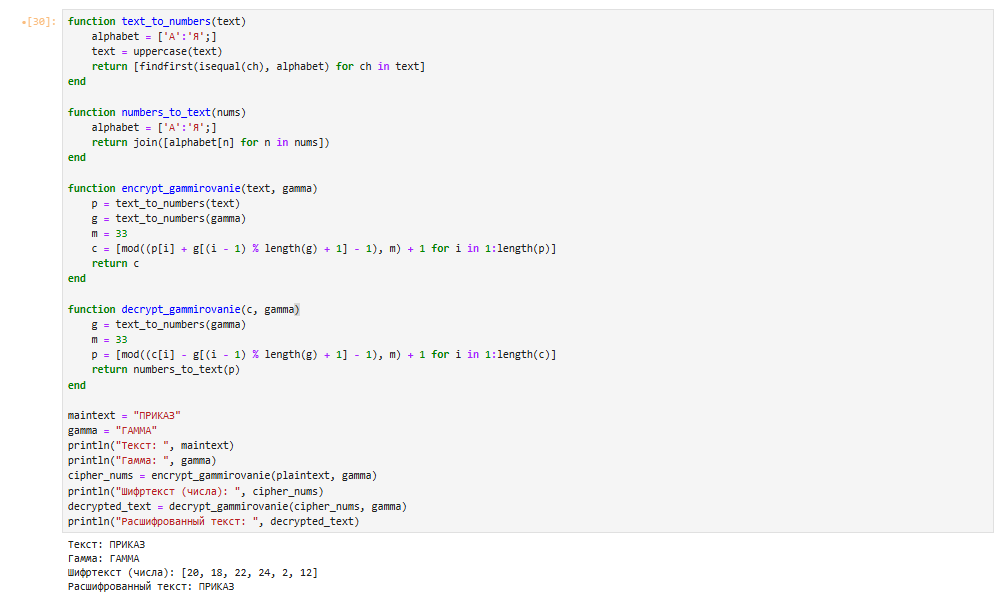 •[30]: function text_to_numbers(text)
    alphabet = ['А':'Я';]
    text = uppercase(text)
    return [findfirst(isequal(ch), alphabet) for ch in text]
end

function numbers_to_text(nums)
    alphabet = ['А':'Я';]
    return join([alphabet[n] for n in nums])
end

function encrypt_gammirovanie(text, gamma)
    p = text_to_numbers(text)
    g = text_to_numbers(gamma)
    m = 33
    c = [mod((p[i] + g[(i - 1) % length(g) + 1] - 1), m) + 1 for i in 1:length(p)]
    return c
end

function decrypt_gammirovanie(c, gamma)
    g = text_to_numbers(gamma)
    m = 33
    p = [mod((c[i] - g[(i - 1) % length(g) + 1] - 1), m) + 1 for i in 1:length(c)]
    return numbers_to_text(p)
end

maintext = "ПРИКАЗ"
gamma = "ГАММА"
println("Текст: ", maintext)
println("Гамма: ", gamma)
cipher_nums = encrypt_gammirovanie(plaintext, gamma)
println("Шифртекст (числа): ", cipher_nums)
decrypted_text = decrypt_gammirovanie(cipher_nums, gamma)
println("Расшифрованный текст: ", decrypted_text)
Текст: ПРИКАЗ
Гамма: ГАММА
Шифртекст (числа): [20, 18, 22, 24, 2, 12]
Расшифрованный текст: ПРИКАЗ